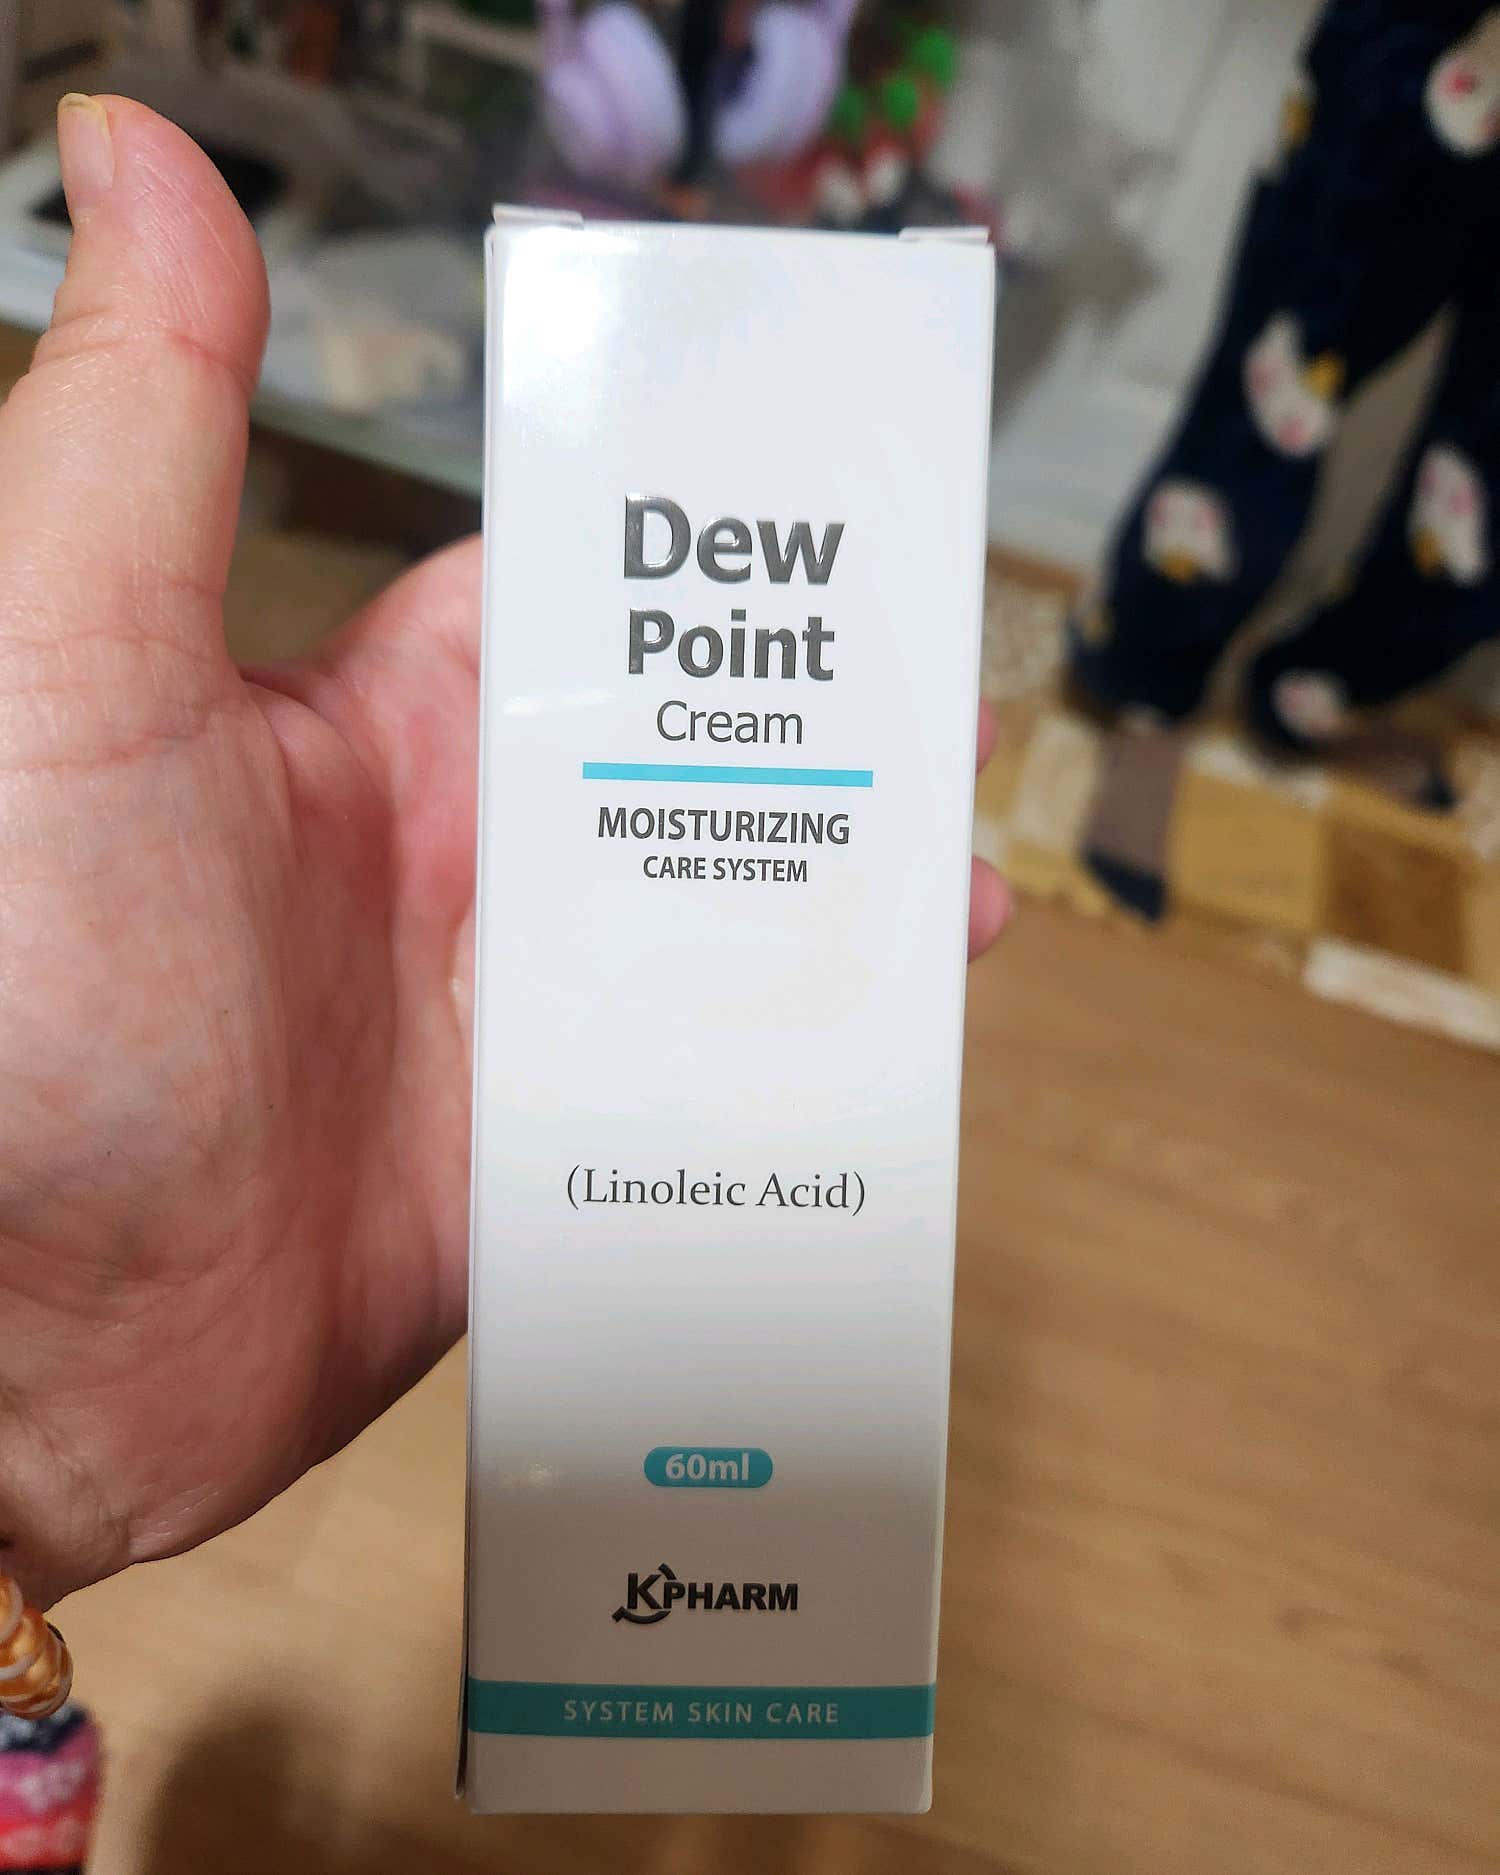 Dew
Point
Cream
MOISTURIZING
CARE SYSTEM
(Linoleic Acid)
60ml
KPHARM
SYSTEM SKIN CARE